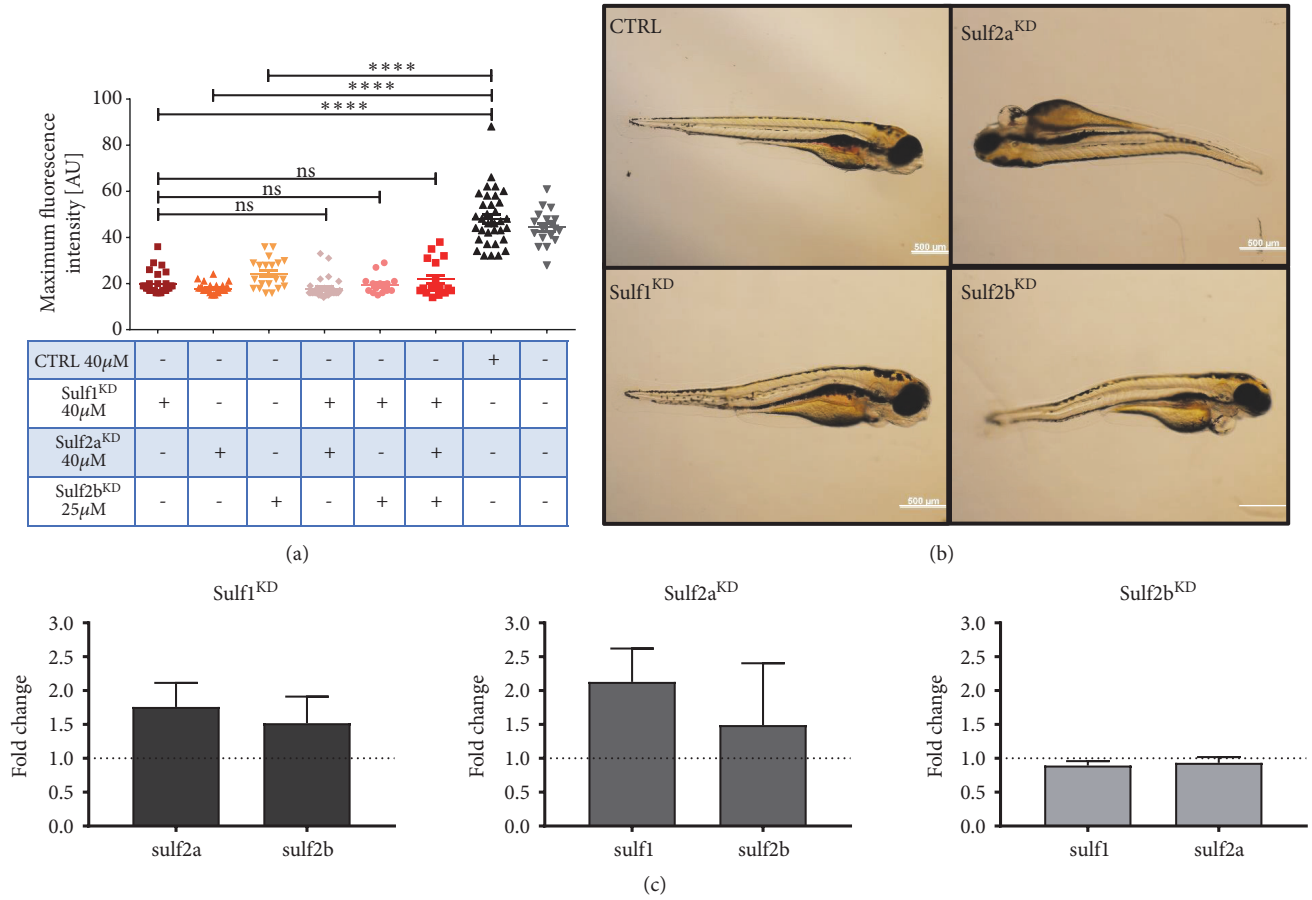 ****
****
****
ns
ns
ns
Maximum fluorescence
intensity [AU]
100
80
60
40
20
0
CTRL 40μM - - - - - - + -
Sulf1KD
40μM
+ - - + + + - -
Sulf2aKD
40μM
- + - + - + - -
Sulf2bKD
25μM
- - + - + + - -
(a)
CTRL
500 μm
Sulf2aKD
500 μm
Sulf1KD
500 μm
Sulf2bKD
(b)
Sulf1KD
Fold change
3.0
2.5
2.0
1.5
1.0
0.5
0.0
sulf2a sulf2b
Sulf2aKD
Fold change
3.0
2.5
2.0
1.5
1.0
0.5
0.0
sulf1 sulf2b
Sulf2bKD
Fold change
3.0
2.5
2.0
1.5
1.0
0.5
0.0
sulf1 sulf2a
(c)